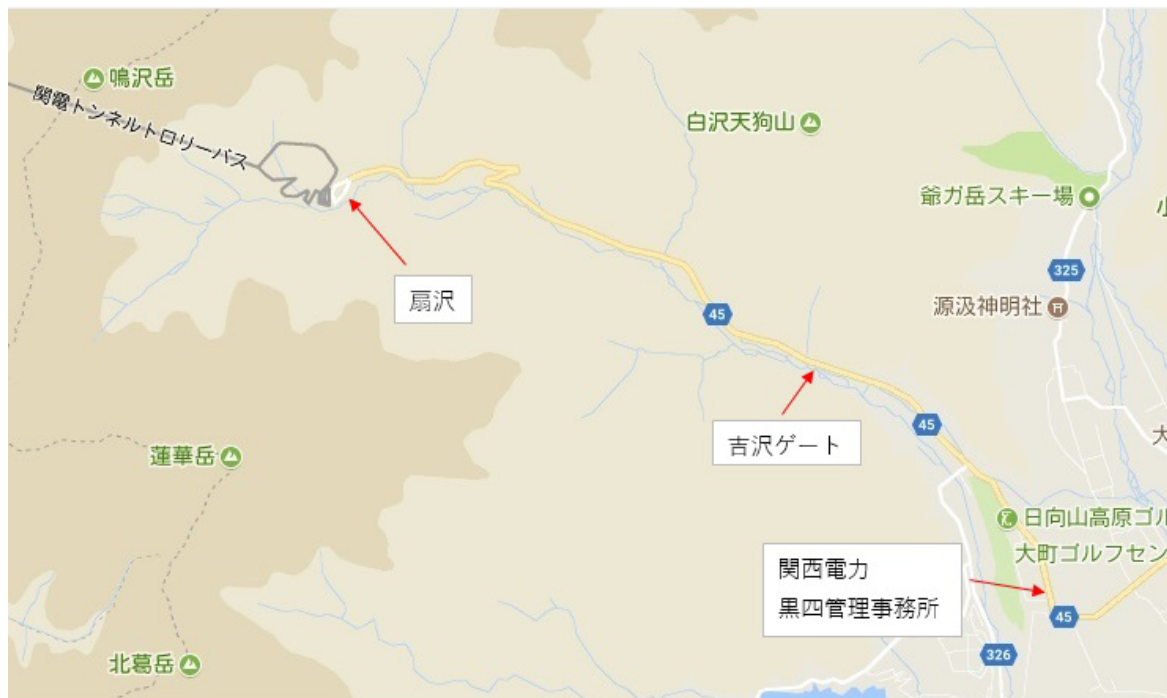 鳴沢岳
関電トンネルトロリーバス
白沢天狗山
爺ガ岳スキー場
325
扇沢
源汲神明社
45
吉沢ゲート
45
蓮華岳
日向山高原ゴル
大町ゴルフセン
関西電力
黒四管理事務所
45
326
北葛岳